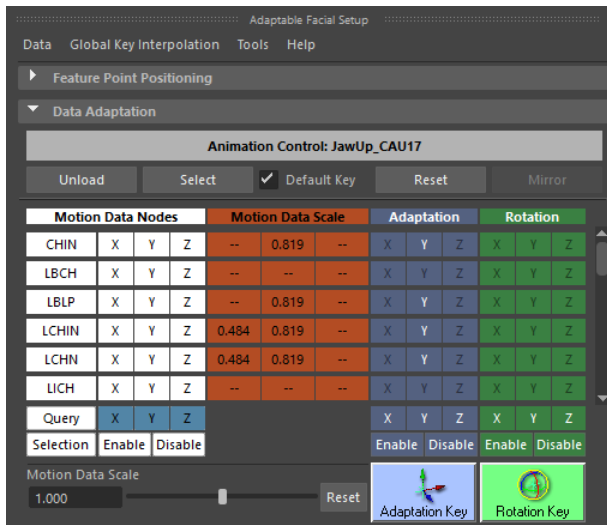 Adaptable Facial Setup
Data Global Key Interpolation Tools Help
Feature Point Positioning
Data Adaptation
Animation Control: JawUp_CAU17
Unload Select Default Key Reset Mirror
Motion Data Nodes Motion Data Scale Adaptation Rotation
CHIN X Y Z -- 0.819 -- X Y Z X Y Z
LBCH X Y Z -- -- -- X Y Z X Y Z
LBLP X Y Z -- 0.819 -- X Y Z X Y Z
LCHIN X Y Z 0.484 0.819 -- X Y Z X Y Z
LCHN X Y Z 0.484 0.819 -- X Y Z X Y Z
LICH X Y Z -- -- -- X Y Z X Y Z
Query X Y Z X Y Z X Y Z
Selection Enable Disable Enable Disable Enable Disable
Motion Data Scale
1.000 Reset Adaptation Key Rotation Key